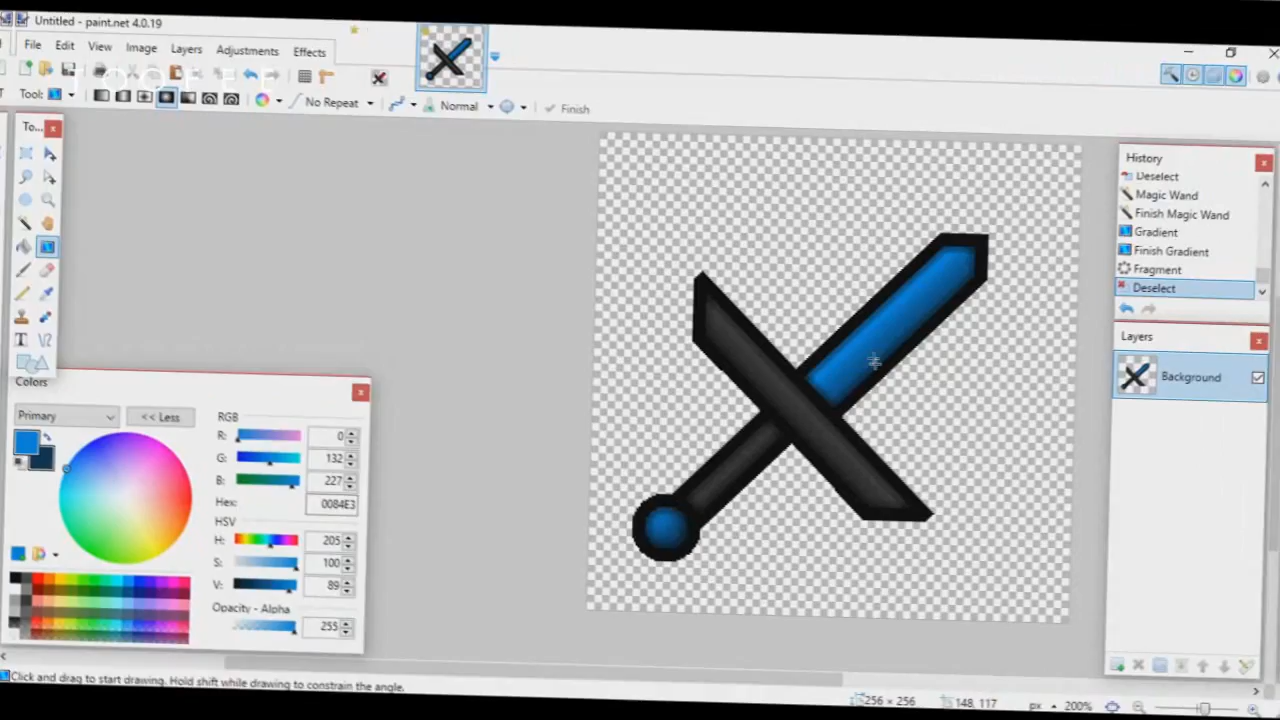 Untitled - paint.net 4.0.19
File Edit View Image Layers Adjustments Effects
Tool: No Repeat Normal Finish
To...
History
Deselect
Magic Wand
Finish Magic Wand
Gradient
Finish Gradient
Fragment
Deselect
Layers
Background
Colors
Primary << Less
RGB
R: 0
G: 132
B: 227
Hex: 0084E3
HSV
H: 205
S: 100
V: 89
Opacity - Alpha
255
Click and drag to start drawing. Hold shift while drawing to constrain the angle.
256 × 256 148, 117 px 200%